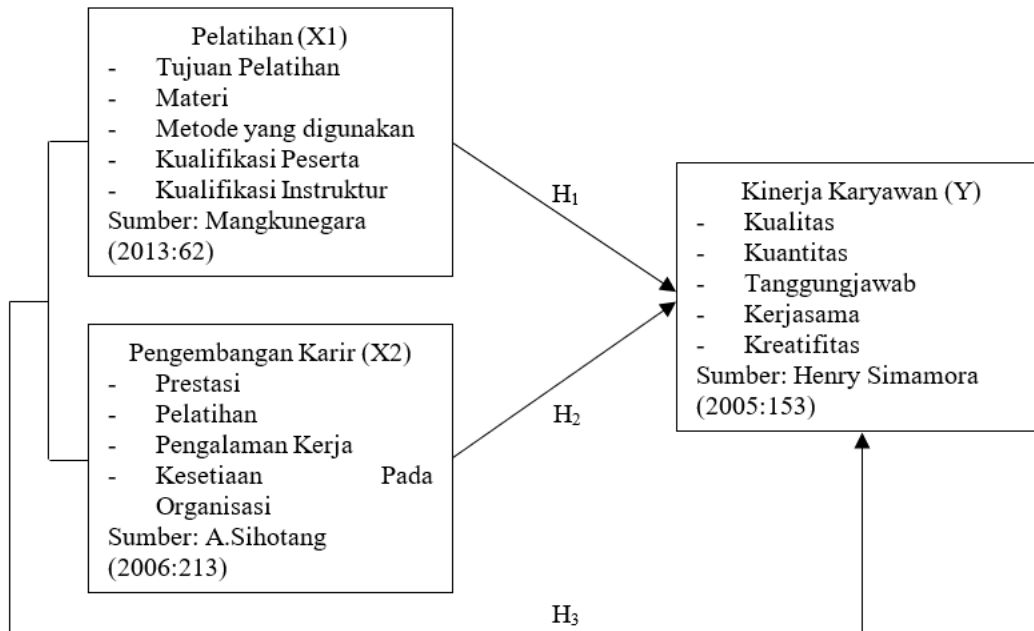 Pelatihan (X1)
- Tujuan Pelatihan
- Materi
- Metode yang digunakan
- Kualifikasi Peserta
- Kualifikasi Instruktur
Sumber: Mangkunegara
(2013:62)
H₁
Kinerja Karyawan (Y)
- Kualitas
- Kuantitas
- Tanggungjawab
- Kerjasama
- Kreatifitas
Sumber: Henry Simamora
(2005:153)
Pengembangan Karir (X2)
- Prestasi
- Pelatihan
- Pengalaman Kerja
- Kesetiaan Pada
Organisasi
Sumber: A.Sihotang
(2006:213)
H₂
H₃